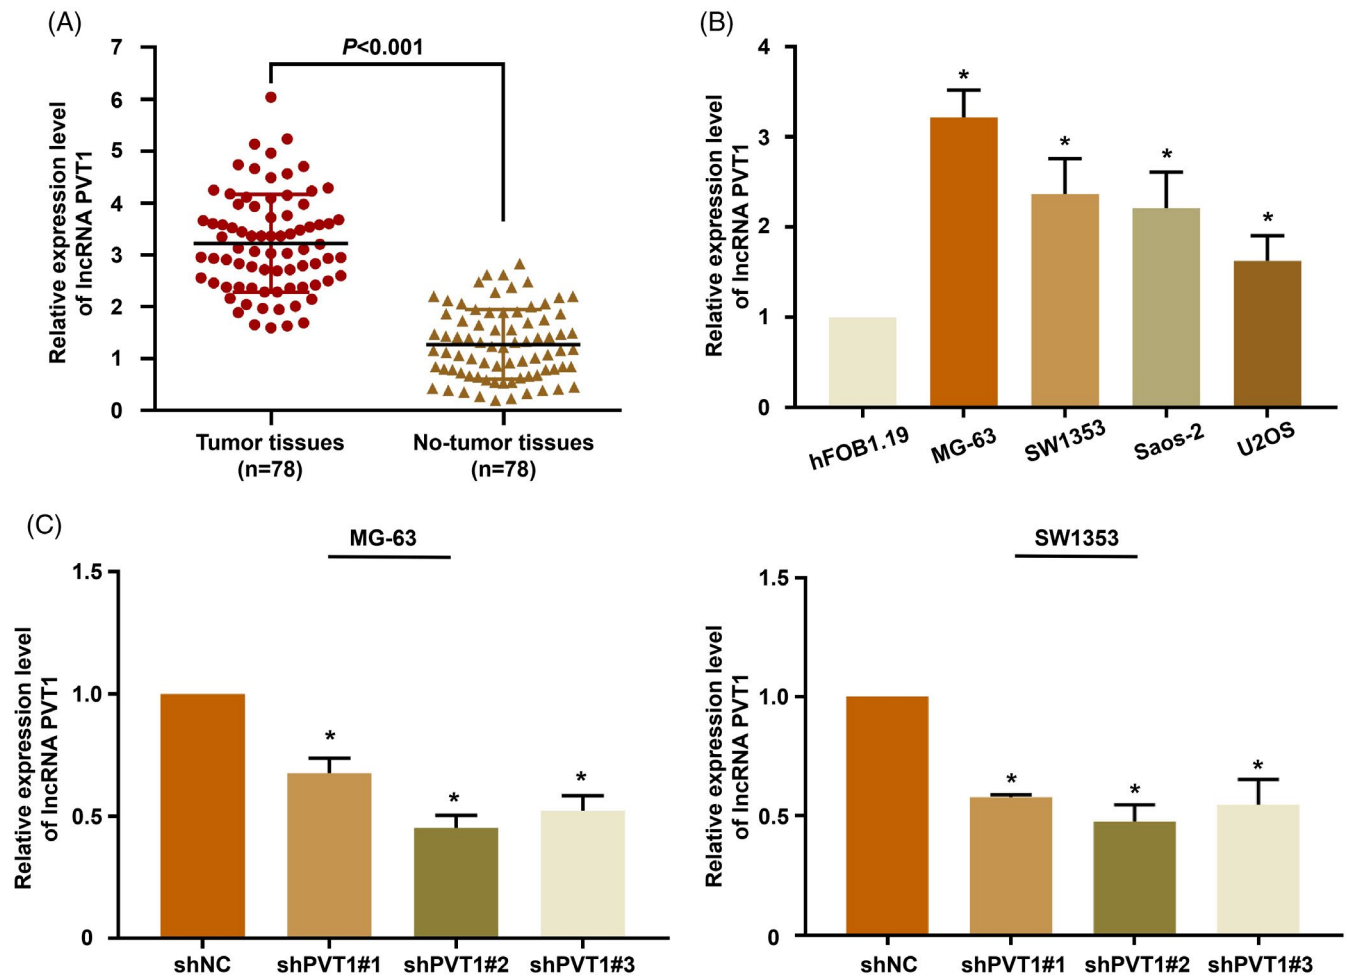 (A)
P<0.001
Relative expression level
of lncRNA PVT1
7
6
5
4
3
2
1
0
Tumor tissues
(n=78)
No-tumor tissues
(n=78)
(B)
Relative expression level
of lncRNA PVT1
4
3
2
1
0
*
*
*
*
hFOB1.19
MG-63
SW1353
Saos-2
U2OS
(C)
MG-63
Relative expression level
of lncRNA PVT1
1.5
1.0
0.5
0
*
*
*
shNC
shPVT1#1
shPVT1#2
shPVT1#3
SW1353
Relative expression level
of lncRNA PVT1
1.5
1.0
0.5
0
*
*
*
shNC
shPVT1#1
shPVT1#2
shPVT1#3